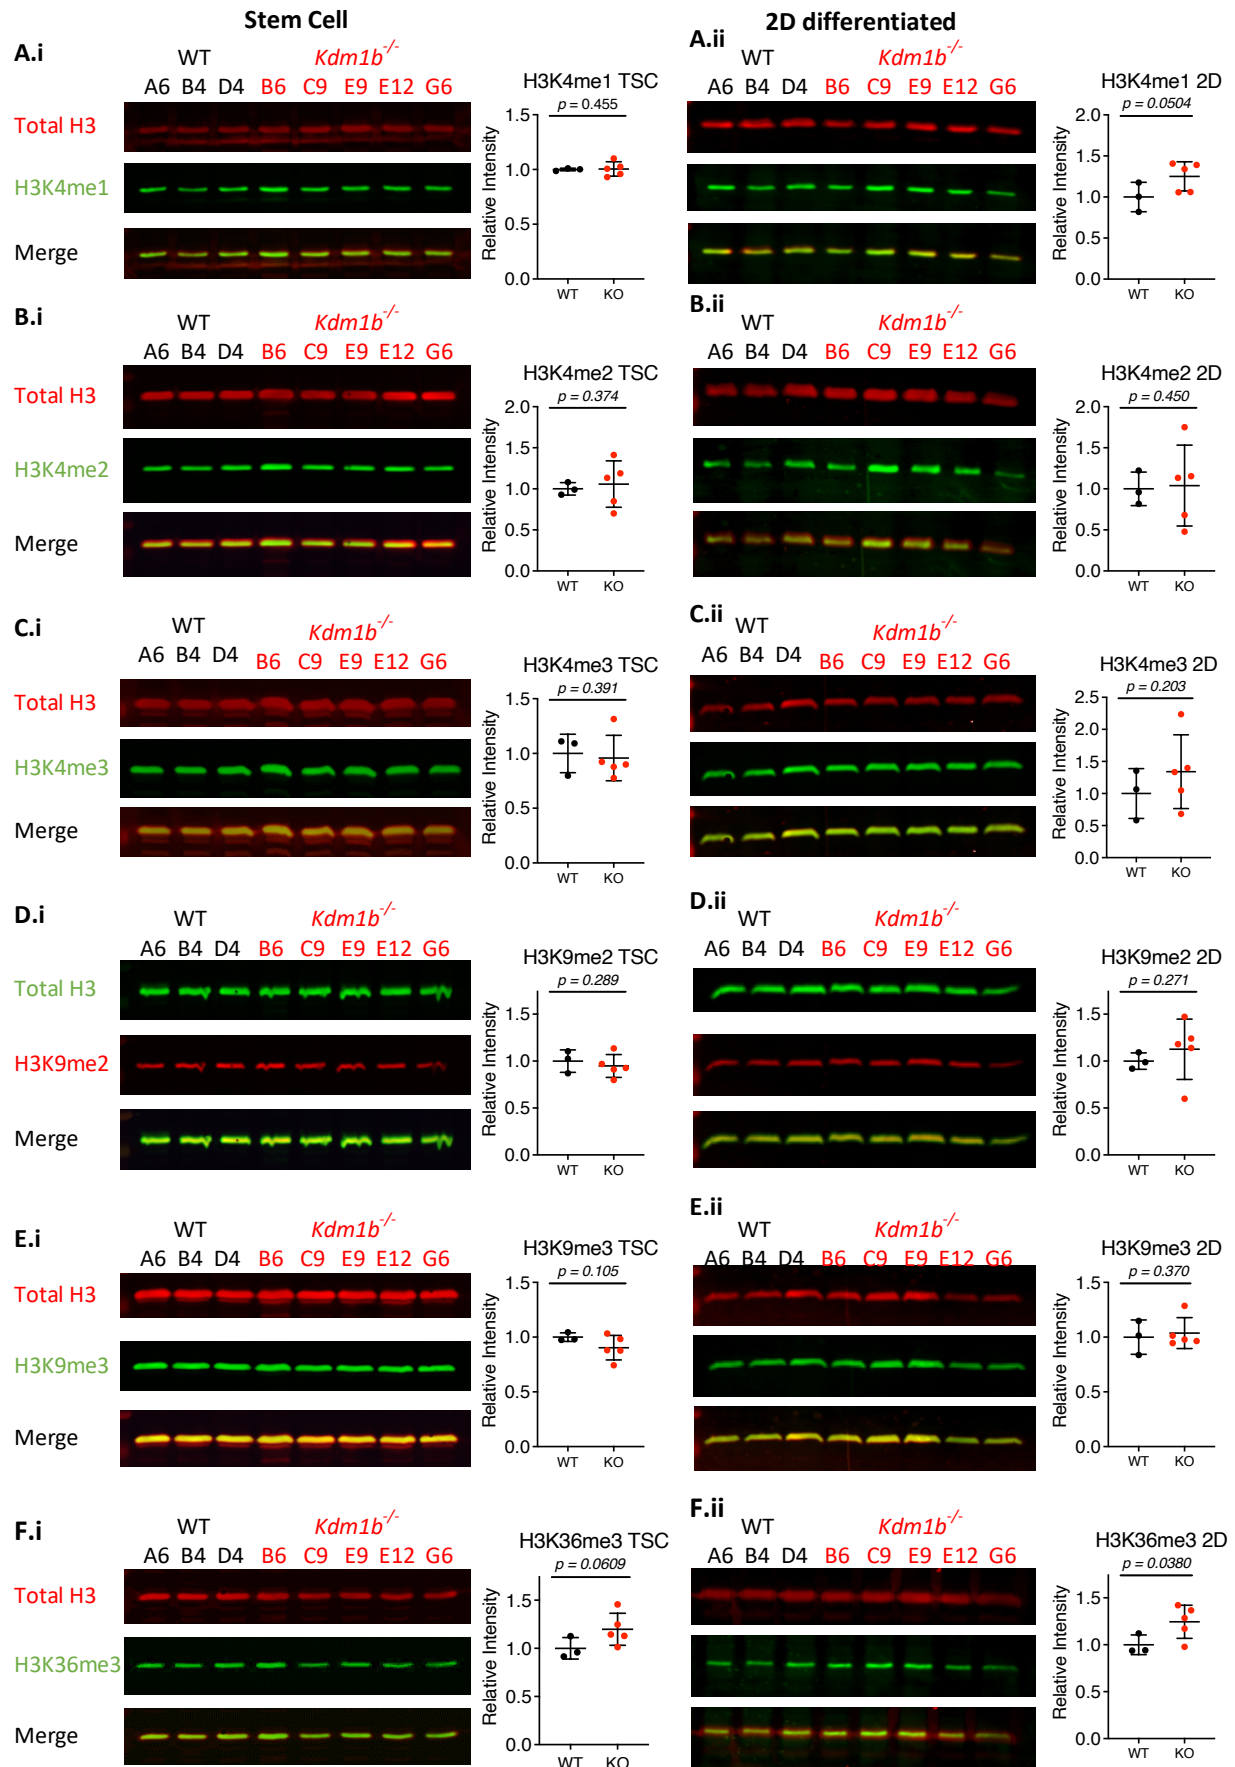 Stem Cell
2D differentiated
A.i
WT
Kdm1b-/-
A6 B4 D4 B6 C9 E9 E12 G6
Total H3
H3K4me1
Merge
H3K4me1 TSC
p = 0.455
1.5
1.0
0.5
0.0
Relative Intensity
WT KO
A.ii
WT
Kdm1b-/-
A6 B4 D4 B6 C9 E9 E12 G6
H3K4me1 2D
p = 0.0504
2.0
1.5
1.0
0.5
0.0
Relative Intensity
WT KO
B.i
WT
Kdm1b-/-
A6 B4 D4 B6 C9 E9 E12 G6
Total H3
H3K4me2
Merge
H3K4me2 TSC
p = 0.374
2.0
1.5
1.0
0.5
0.0
Relative Intensity
WT KO
B.ii
WT
Kdm1b-/-
A6 B4 D4 B6 C9 E9 E12 G6
H3K4me2 2D
p = 0.450
2.0
1.5
1.0
0.5
0.0
Relative Intensity
WT KO
C.i
WT
Kdm1b-/-
A6 B4 D4 B6 C9 E9 E12 G6
Total H3
H3K4me3
Merge
H3K4me3 TSC
p = 0.391
1.5
1.0
0.5
0.0
Relative Intensity
WT KO
C.ii
WT
Kdm1b-/-
A6 B4 D4 B6 C9 E9 E12 G6
H3K4me3 2D
p = 0.203
2.5
2.0
1.5
1.0
0.5
0.0
Relative Intensity
WT KO
D.i
WT
Kdm1b-/-
A6 B4 D4 B6 C9 E9 E12 G6
Total H3
H3K9me2
Merge
H3K9me2 TSC
p = 0.289
1.5
1.0
0.5
0.0
Relative Intensity
WT KO
D.ii
WT
Kdm1b-/-
A6 B4 D4 B6 C9 E9 E12 G6
H3K9me2 2D
p = 0.271
1.5
1.0
0.5
0.0
Relative Intensity
WT KO
E.i
WT
Kdm1b-/-
A6 B4 D4 B6 C9 E9 E12 G6
Total H3
H3K9me3
Merge
H3K9me3 TSC
p = 0.105
1.5
1.0
0.5
0.0
Relative Intensity
WT KO
E.ii
WT
Kdm1b-/-
A6 B4 D4 B6 C9 E9 E12 G6
H3K9me3 2D
p = 0.370
1.5
1.0
0.5
0.0
Relative Intensity
WT KO
F.i
WT
Kdm1b-/-
A6 B4 D4 B6 C9 E9 E12 G6
Total H3
H3K36me3
Merge
H3K36me3 TSC
p = 0.0609
1.5
1.0
0.5
0.0
Relative Intensity
WT KO
F.ii
WT
Kdm1b-/-
A6 B4 D4 B6 C9 E9 E12 G6
H3K36me3 2D
p = 0.0380
1.5
1.0
0.5
0.0
Relative Intensity
WT KO